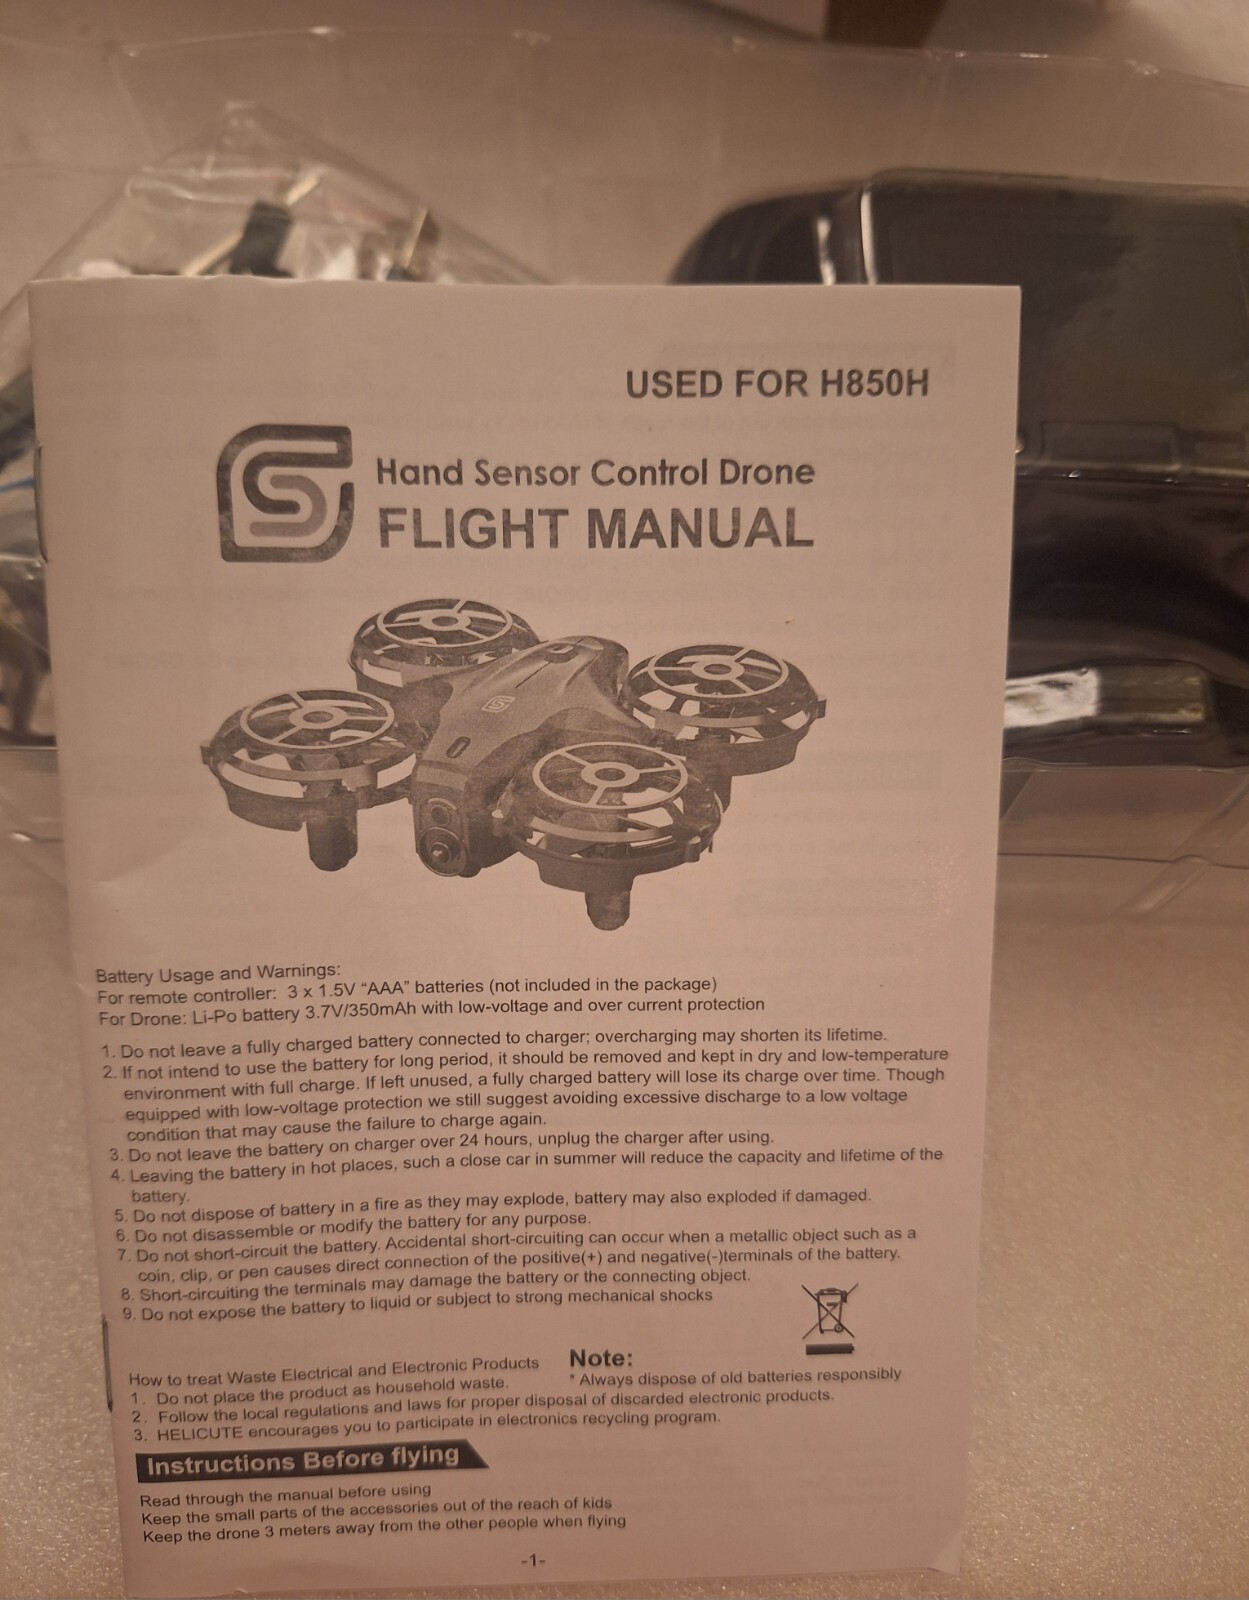 USED FOR H850H
Hand Sensor Control Drone
FLIGHT MANUAL
Battery Usage and Warnings:
For remote controller: 3 x 1.5V “AAA” batteries (not included in the package)
For Drone: Li-Po battery 3.7V/350mAh with low-voltage and over current protection
1. Do not leave a fully charged battery connected to charger; overcharging may shorten its lifetime.
2. If not intend to use the battery for long period, it should be removed and kept in dry and low-temperature
environment with full charge. If left unused, a fully charged battery will lose its charge over time. Though
equipped with low-voltage protection we still suggest avoiding excessive discharge to a low voltage
condition that may cause the failure to charge again.
3. Do not leave the battery on charger over 24 hours, unplug the charger after using.
4. Leaving the battery in hot places, such a close car in summer will reduce the capacity and lifetime of the
battery.
5. Do not dispose of battery in a fire as they may explode, battery may also exploded if damaged.
6. Do not disassemble or modify the battery for any purpose.
7. Do not short-circuit the battery. Accidental short-circuiting can occur when a metallic object such as a
coin, clip, or pen causes direct connection of the positive(+) and negative(-)terminals of the battery.
8. Short-circuiting the terminals may damage the battery or the connecting object.
9. Do not expose the battery to liquid or subject to strong mechanical shocks
How to treat Waste Electrical and Electronic Products
1. Do not place the product as household waste.
Note:
* Always dispose of old batteries responsibly
2. Follow the local regulations and laws for proper disposal of discarded electronic products.
3. HELICUTE encourages you to participate in electronics recycling program.
Instructions Before flying
Read through the manual before using
Keep the small parts of the accessories out of the reach of kids
Keep the drone 3 meters away from the other people when flying
-1-